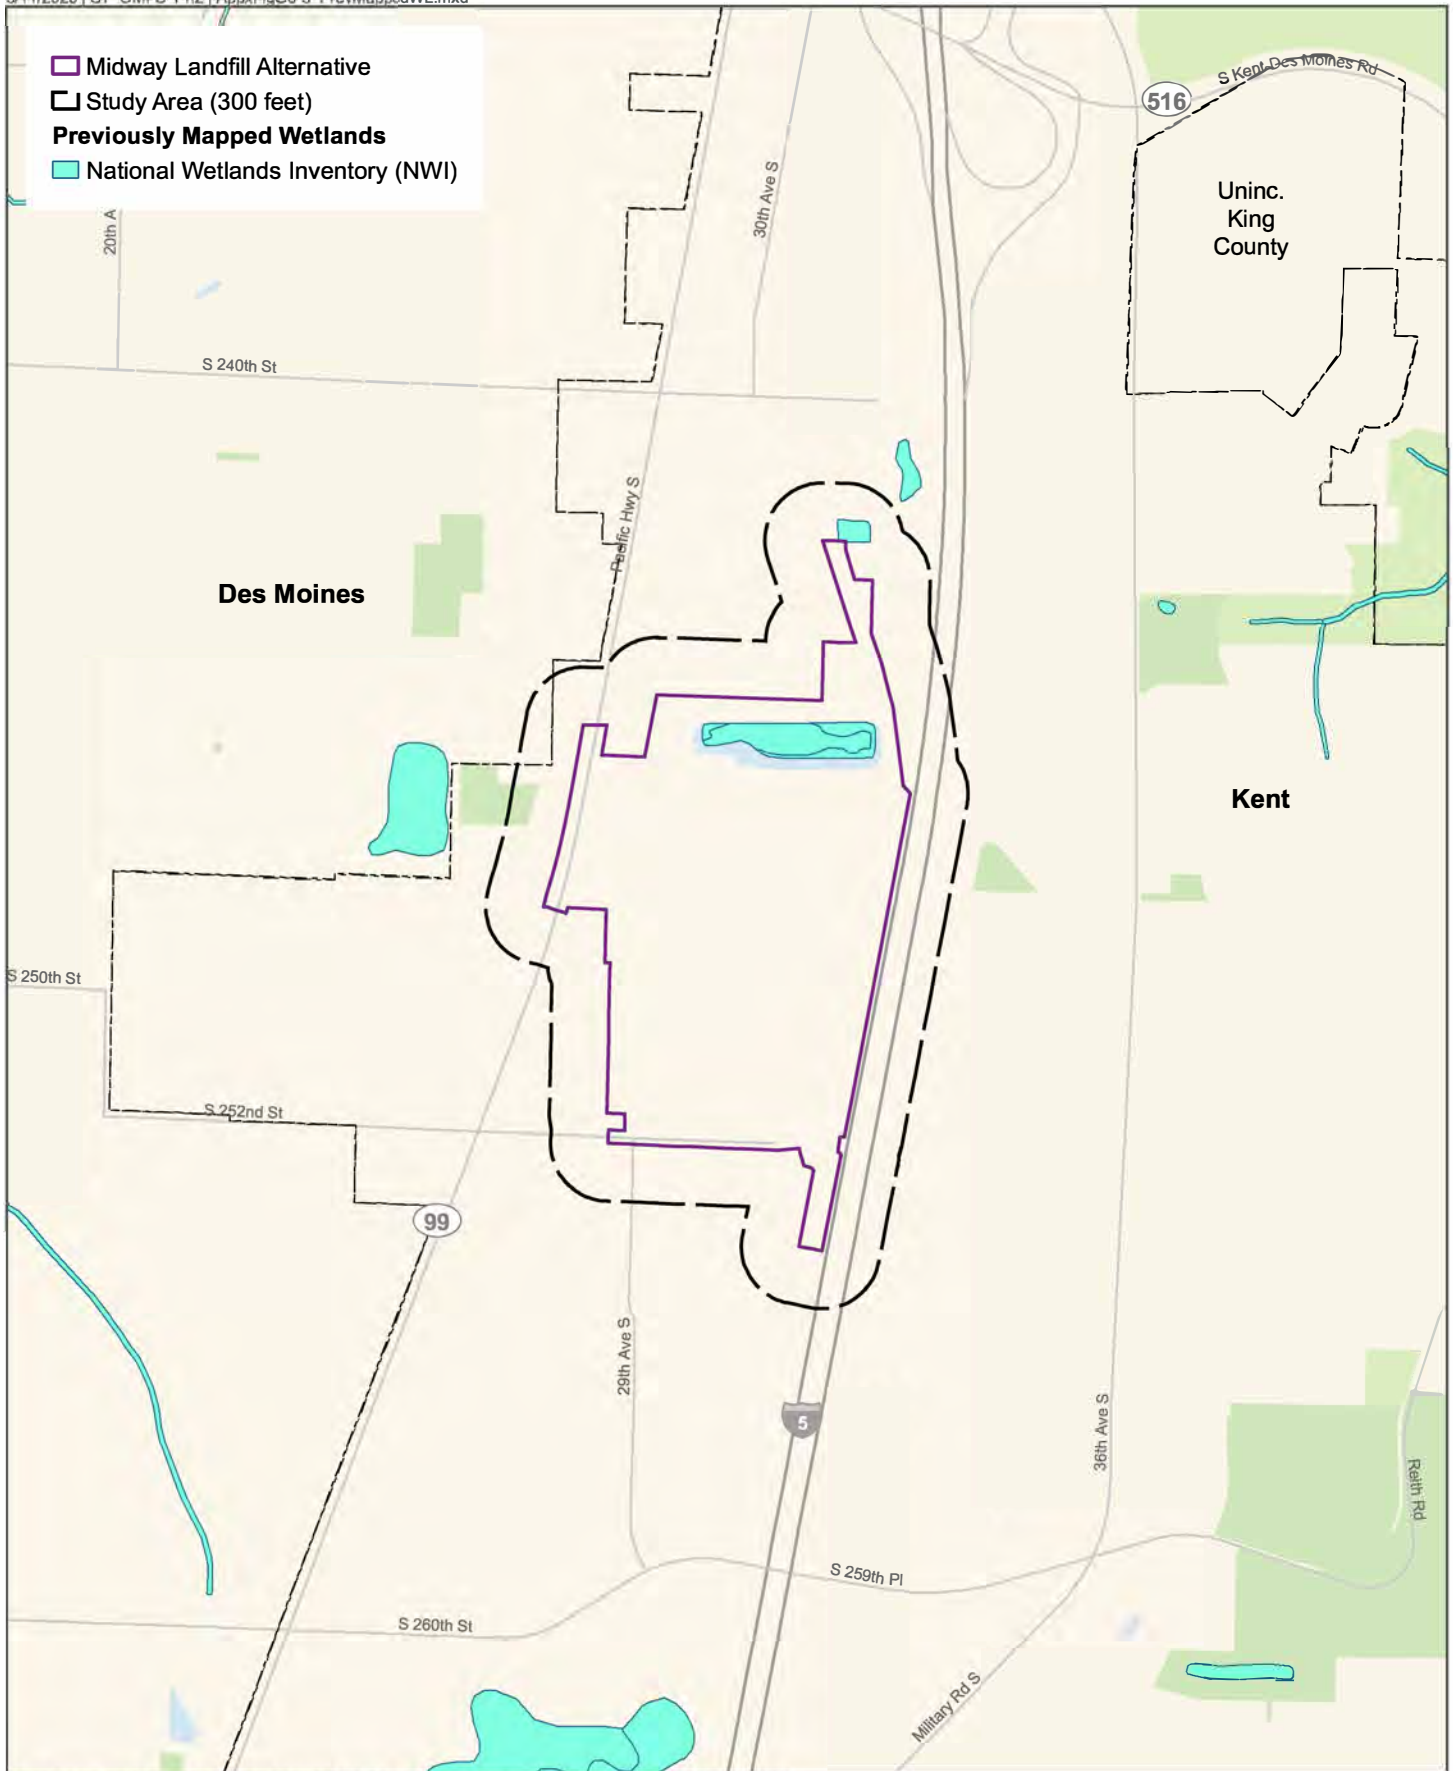 Midway Landfill Alternative
Study Area (300 feet)
Previously Mapped Wetlands
National Wetlands Inventory (NWI)
S Kent-Des Moines Rd
516
Uninc.
King
County
30th Ave S
20th A
S 240th St
Pacific Hwy S
Des Moines
Kent
S 250th St
S 252nd St
99
29th Ave S
5
36th Ave S
Reith Rd
S 259th Pl
S 260th St
Military Rd S